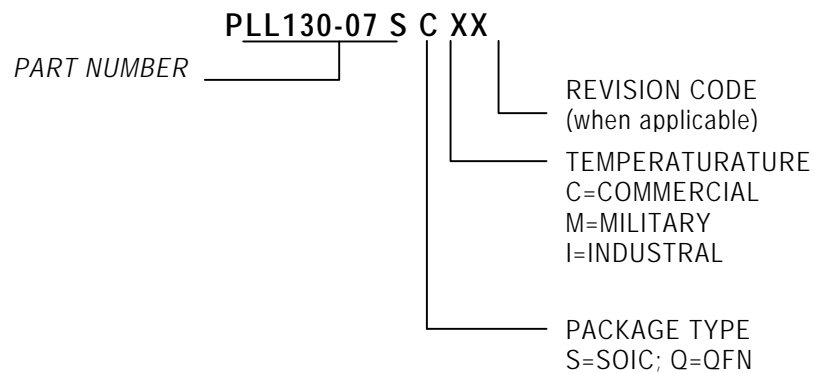 PLL130-07 S C XX
PART NUMBER
REVISION CODE
(when applicable)
TEMPERATURATURE
C=COMMERCIAL
M=MILITARY
I=INDUSTRAL
PACKAGE TYPE
S=SOIC; Q=QFN